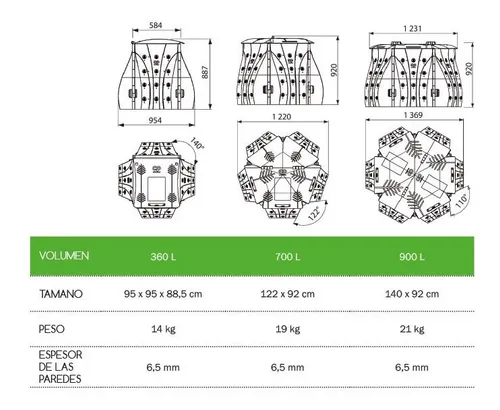 584
1 231
887
920
920
954
1 220
1 369
140°
122°
110°
VOLUMEN 360 L 700 L 900 L
TAMANO 95 x 95 x 88,5 cm 122 x 92 cm 140 x 92 cm
PESO 14 kg 19 kg 21 kg
ESPESOR
DE LAS
PAREDES
6,5 mm 6,5 mm 6,5 mm